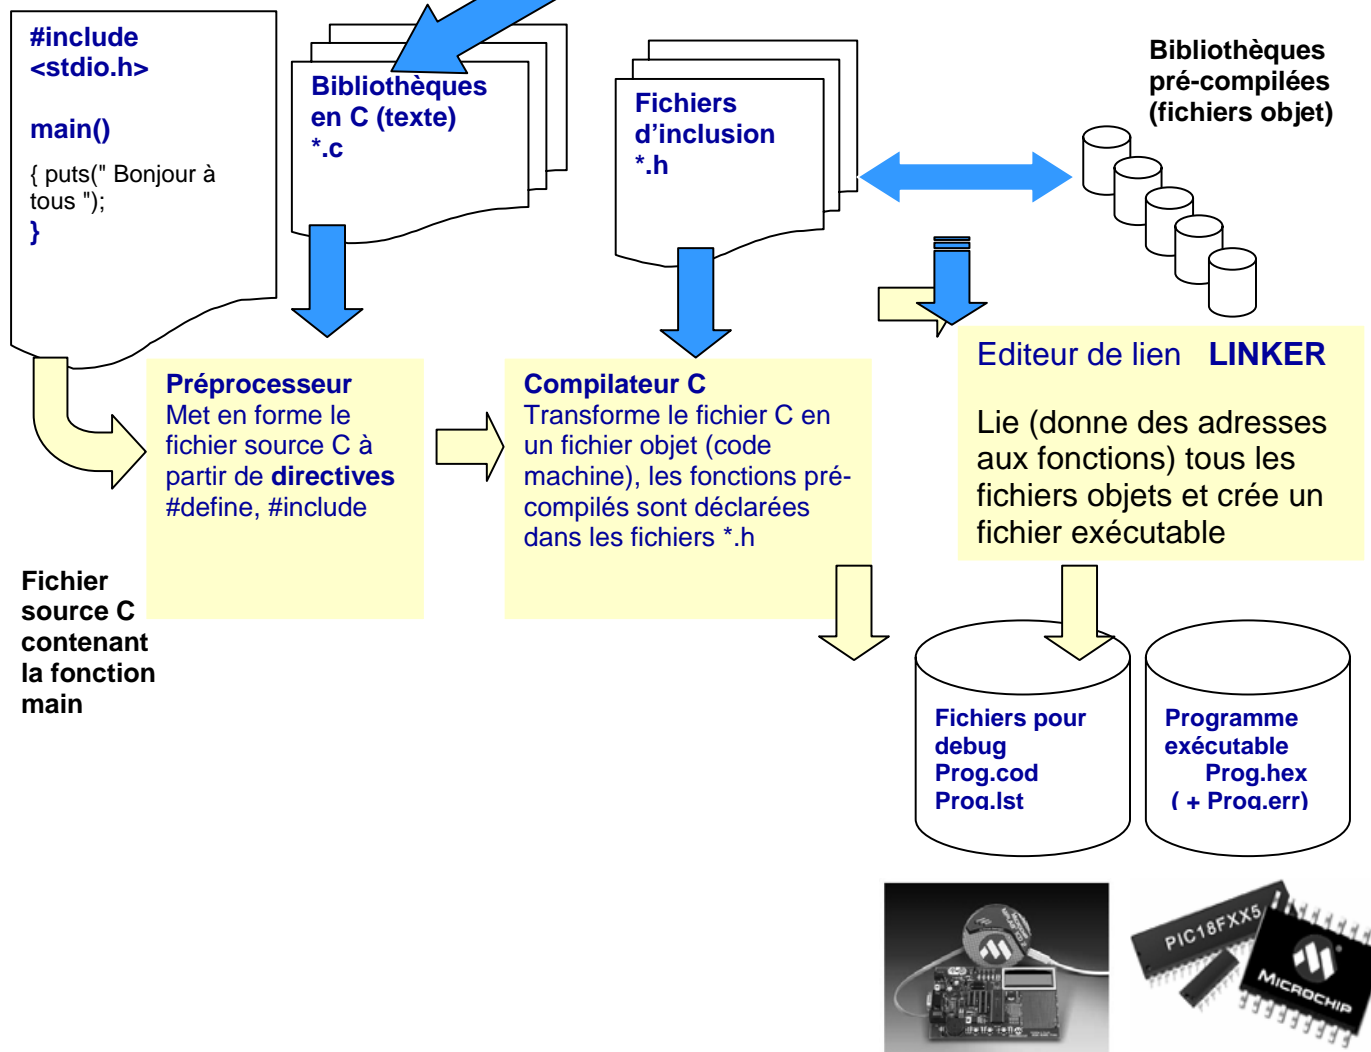 #include
<stdio.h>
main()
{ puts(" Bonjour à
tous ");
}
Bibliothèques
en C (texte)
*.c
Fichiers
d'inclusion
*.h
Bibliothèques
pré-compilées
(fichiers objet)
Préprocesseur
Met en forme le
fichier source C à
partir de directives
#define, #include
Compilateur C
Transforme le fichier C en
un fichier objet (code
machine), les fonctions pré-
compilés sont déclarées
dans les fichiers *.h
Editeur de lien LINKER
Lie (donne des adresses
aux fonctions) tous les
fichiers objets et crée un
fichier exécutable
Fichier
source C
contenant
la fonction
main
Fichiers pour
debug
Prog.cod
Prog.lst
Programme
exécutable
Prog.hex
( + Prog.err)
PIC18FXX5
MICROCHIP